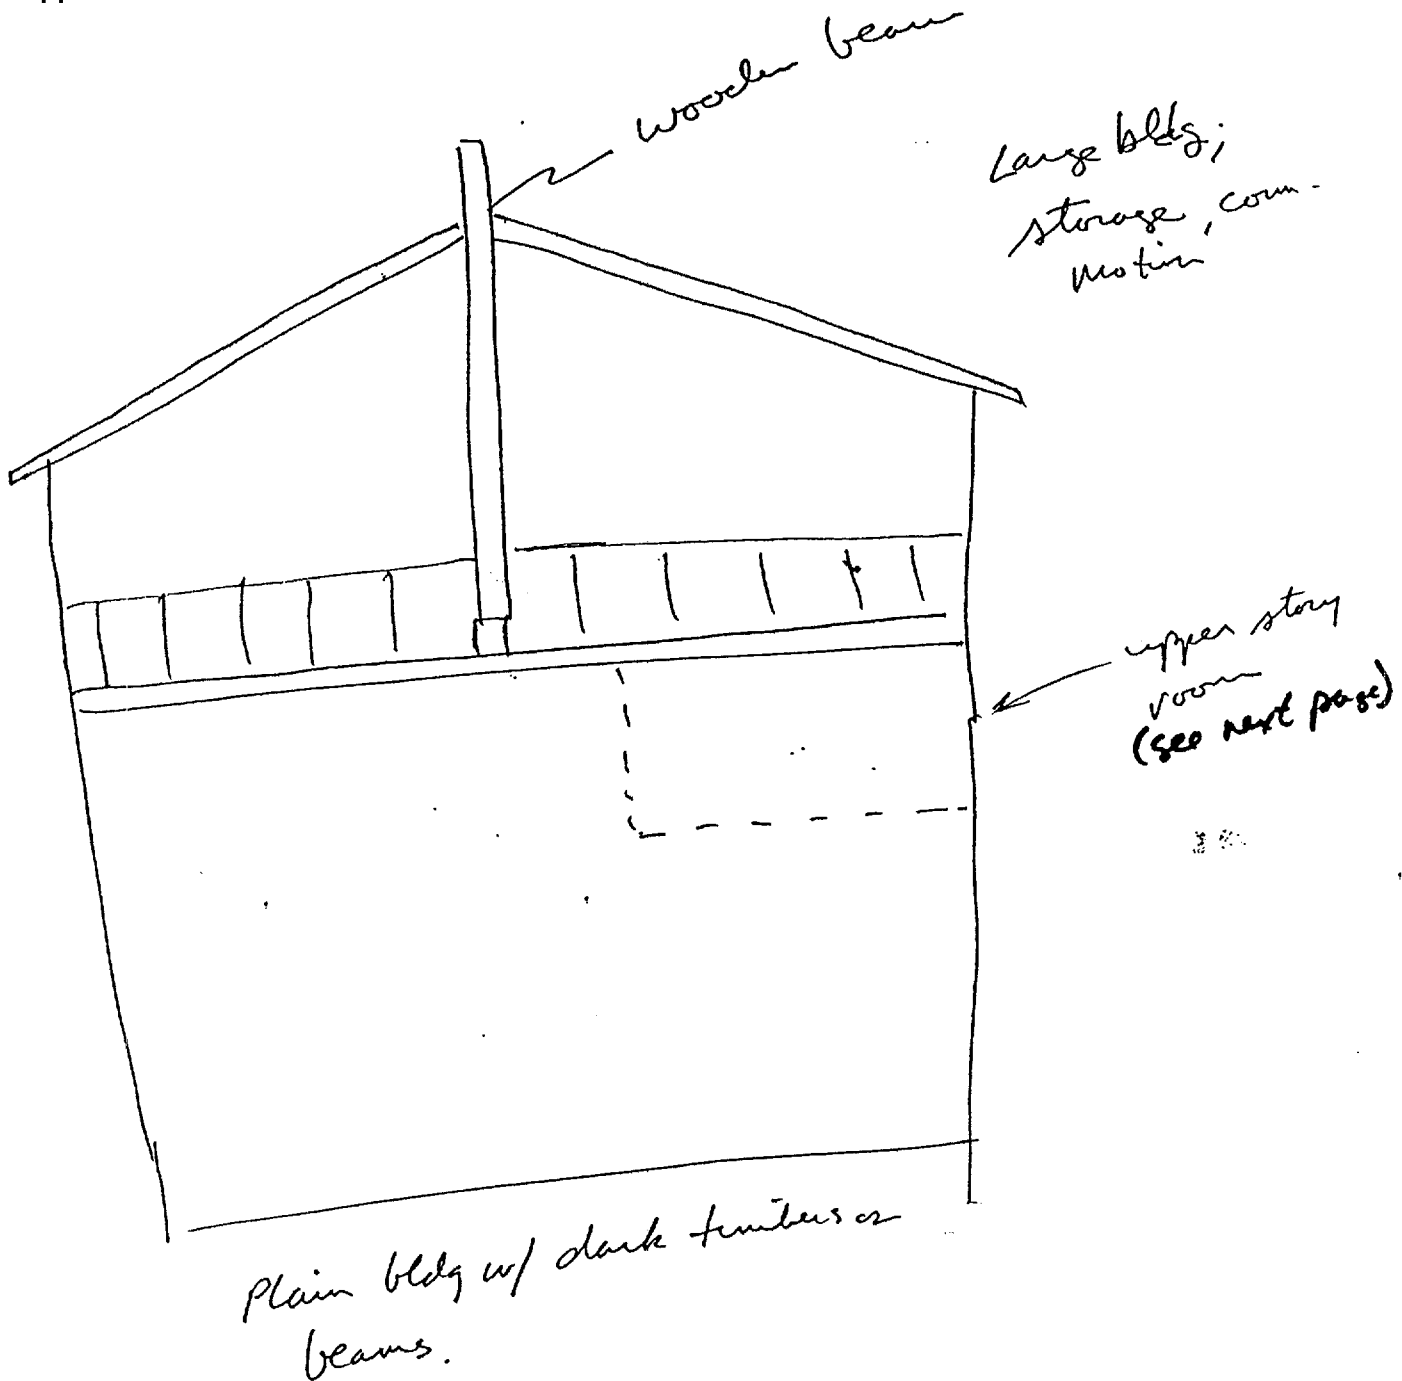 wooden beam
Large bldg;
storage, com-
motion
upper story
room
(see next page)
Plain bldg w/ dark timbers or
beams.